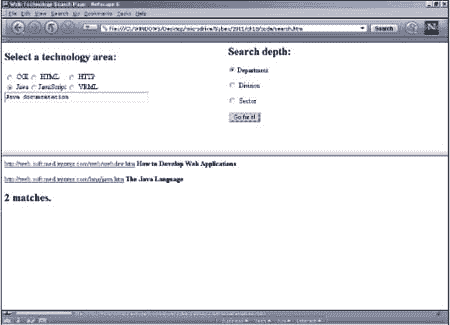 Web Technology Search Page - Netscape 6
File Edit View Search Go Bookmarks Tasks Help
Search
Select a technology area:
CGI HTML HTTP
Java JavaScript VRML
Java documentation
Search depth:
Department
Division
Sector
Go for it!
How to Develop Web Applications
The Java Language
2 matches.